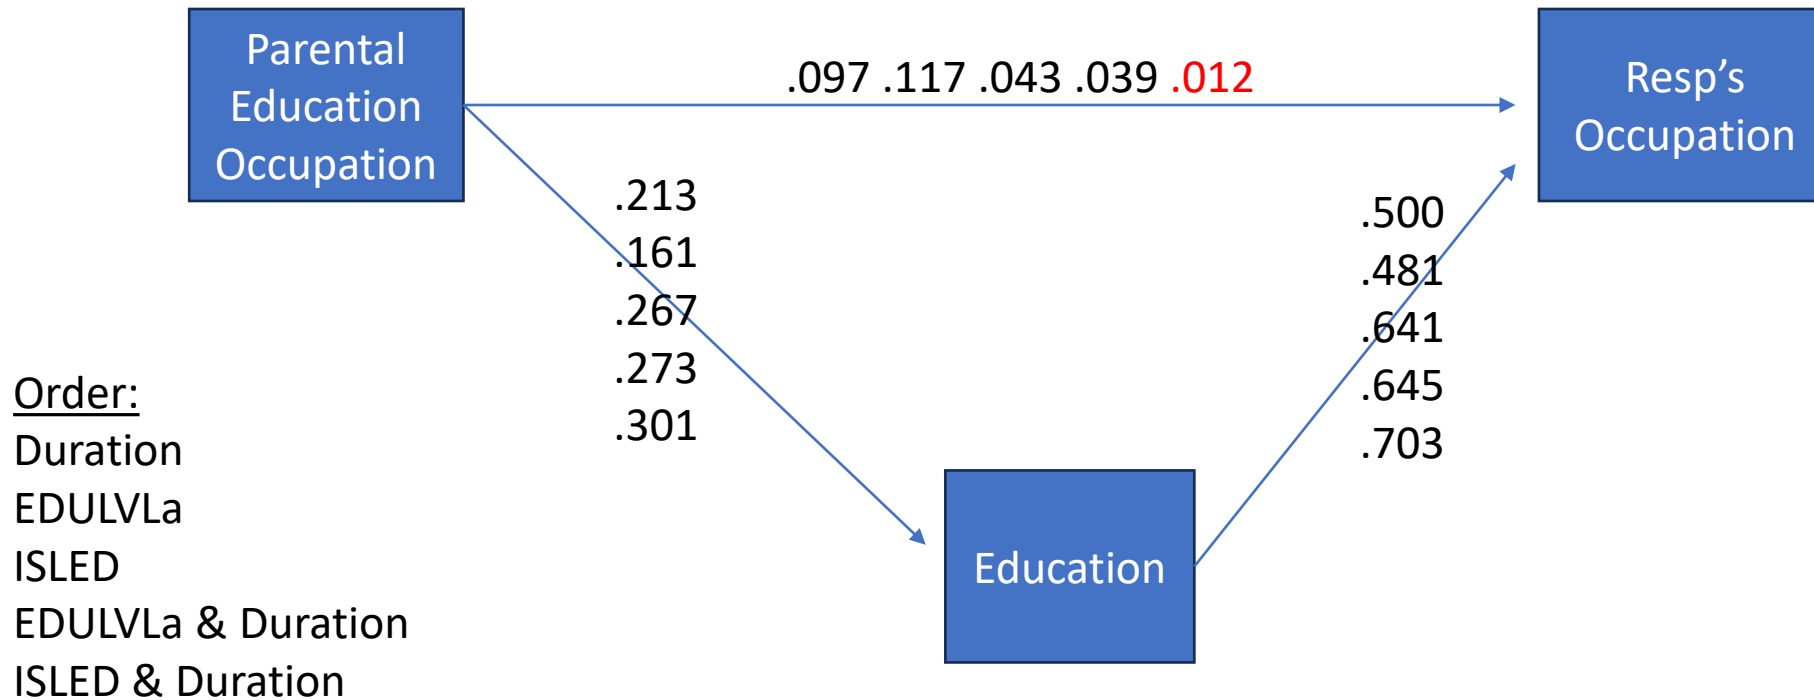 Parental
Education
Occupation
.097 .117 .043 .039 .012
Resp's
Occupation
.213
.161
.267
.273
.301
.500
.481
.641
.645
.703
Order:
Duration
EDULVLa
ISLED
EDULVLa & Duration
ISLED & Duration
Education